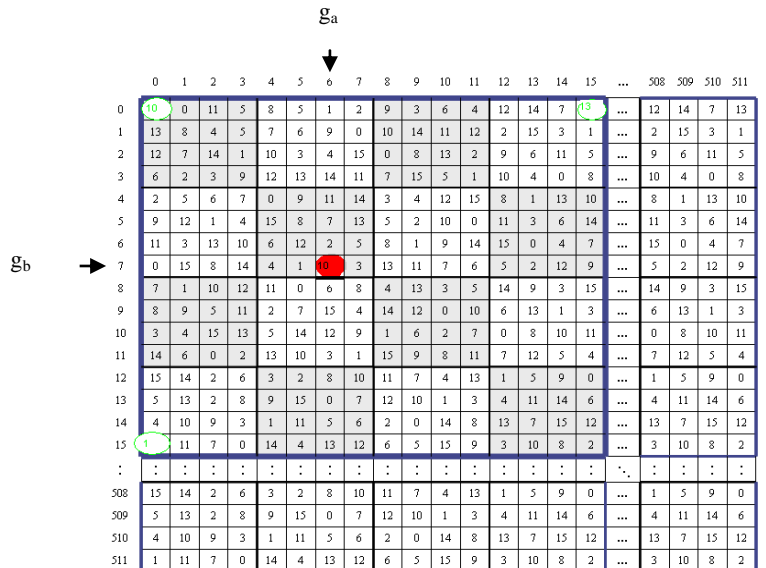 ga
0 1 2 3 4 5 6 7 8 9 10 11 12 13 14 15 ... 508 509 510 511
0 10 0 11 5 8 5 1 2 9 3 6 4 12 14 7 13 ... 12 14 7 13
1 13 8 4 5 7 6 9 0 10 14 11 12 2 15 3 1 ... 2 15 3 1
2 12 7 14 1 10 3 4 15 0 8 13 2 9 6 11 5 ... 9 6 11 5
3 6 2 3 9 12 13 14 11 7 15 5 1 10 4 0 8 ... 10 4 0 8
4 2 5 6 7 0 9 11 14 3 4 12 15 8 1 13 10 ... 8 1 13 10
5 9 12 1 4 15 8 7 13 5 2 10 0 11 3 6 14 ... 11 3 6 14
6 11 3 13 10 6 12 2 5 8 1 9 14 15 0 4 7 ... 15 0 4 7
gb 7 0 15 8 14 4 1 10 3 13 11 7 6 5 2 12 9 ... 5 2 12 9
8 7 1 10 12 11 0 6 8 4 13 3 5 14 9 3 15 ... 14 9 3 15
9 8 9 5 11 2 7 15 4 14 12 0 10 6 13 1 3 ... 6 13 1 3
10 3 4 15 13 5 14 12 9 1 6 2 7 0 8 10 11 ... 0 8 10 11
11 14 6 0 2 13 10 3 1 15 9 8 11 7 12 5 4 ... 7 12 5 4
12 15 14 2 6 3 2 8 10 11 7 4 13 1 5 9 0 ... 1 5 9 0
13 5 13 2 8 9 15 0 7 12 10 1 3 4 11 14 6 ... 4 11 14 6
14 4 10 9 3 1 11 5 6 2 0 14 8 13 7 15 12 ... 13 7 15 12
15 1 11 7 0 14 4 13 12 6 5 15 9 3 10 8 2 ... 3 10 8 2
: : : : : : : : : : : : : : : : : ⋱ : : : :
508 15 14 2 6 3 2 8 10 11 7 4 13 1 5 9 0 ... 1 5 9 0
509 5 13 2 8 9 15 0 7 12 10 1 3 4 11 14 6 ... 4 11 14 6
510 4 10 9 3 1 11 5 6 2 0 14 8 13 7 15 12 ... 13 7 15 12
511 1 11 7 0 14 4 13 12 6 5 15 9 3 10 8 2 ... 3 10 8 2